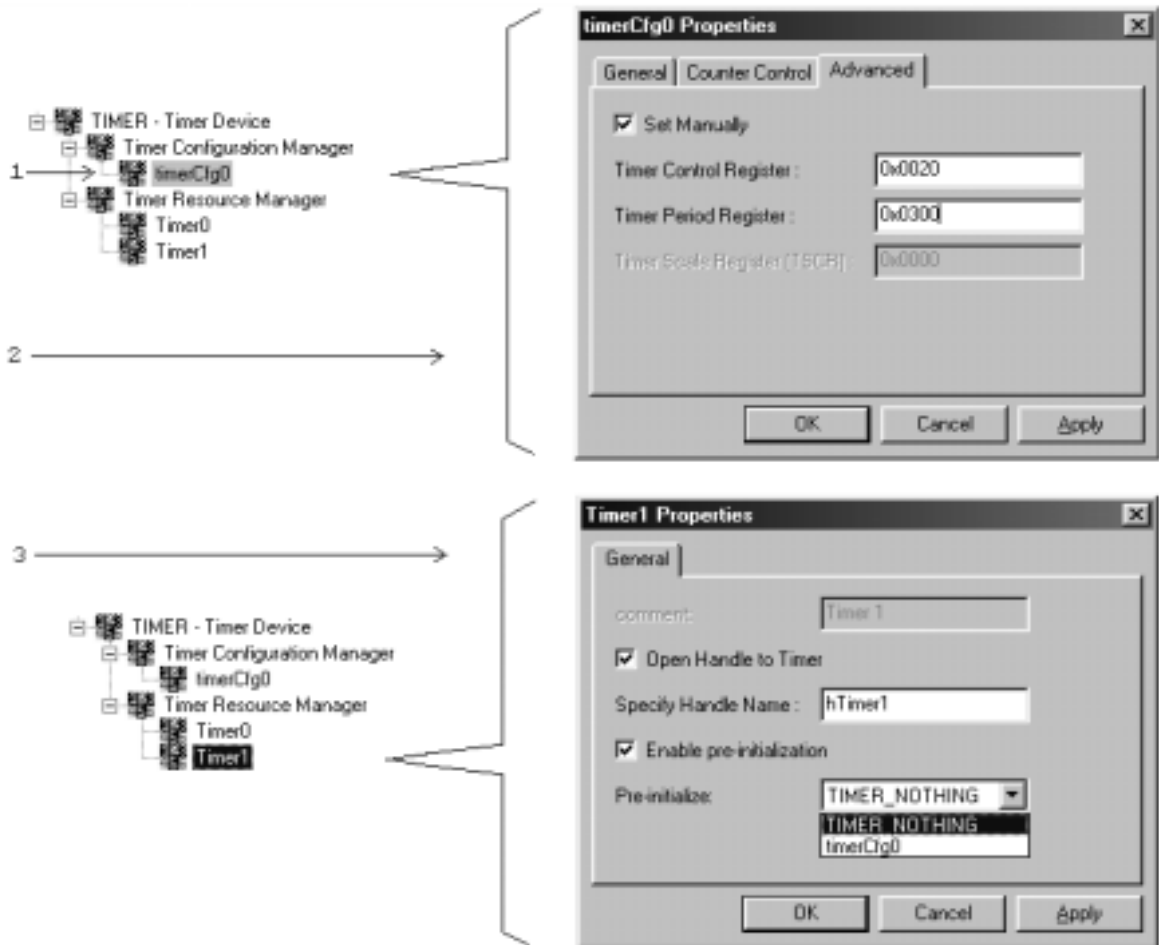 timerCfg0 Properties
General
Counter Control
Advanced
TIMER - Timer Device
Timer Configuration Manager
1
timerCfg0
Timer Resource Manager
Timer0
Timer1
Set Manually
Timer Control Register :
0x0020
Timer Period Register :
0x0300
Timer Scale Register (TSCR) :
0x0000
2
OK
Cancel
Apply
Timer1 Properties
3
General
TIMER - Timer Device
Timer Configuration Manager
timerCfg0
Timer Resource Manager
Timer0
Timer1
comment:
Timer 1
Open Handle to Timer
Specify Handle Name :
hTimer1
Enable pre-initialization
Pre-initialize:
TIMER_NOTHING
TIMER_NOTHING
timerCfg0
OK
Cancel
Apply